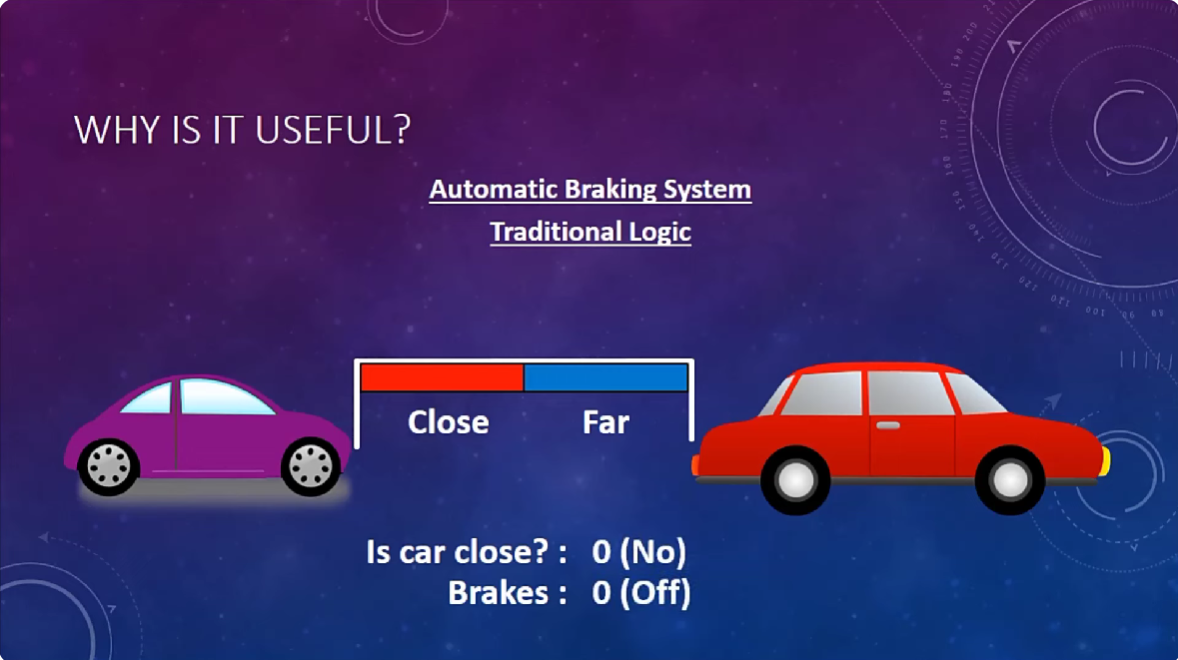 WHY IS IT USEFUL?
Automatic Braking System
Traditional Logic
Close Far
Is car close? : 0 (No)
Brakes : 0 (Off)